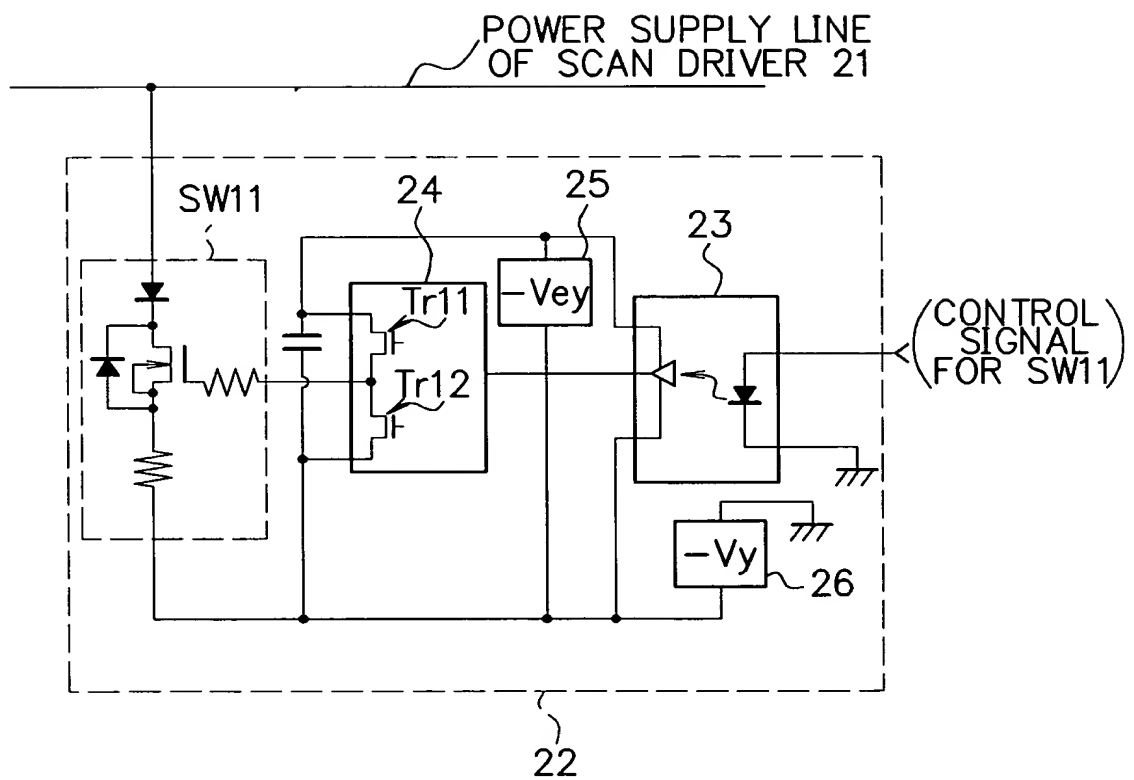 POWER SUPPLY LINE
OF SCAN DRIVER 21
SW11
24
25
23
Tr11
-Vey
(CONTROL
SIGNAL
FOR SW11)
Tr12
-Vy
26
22